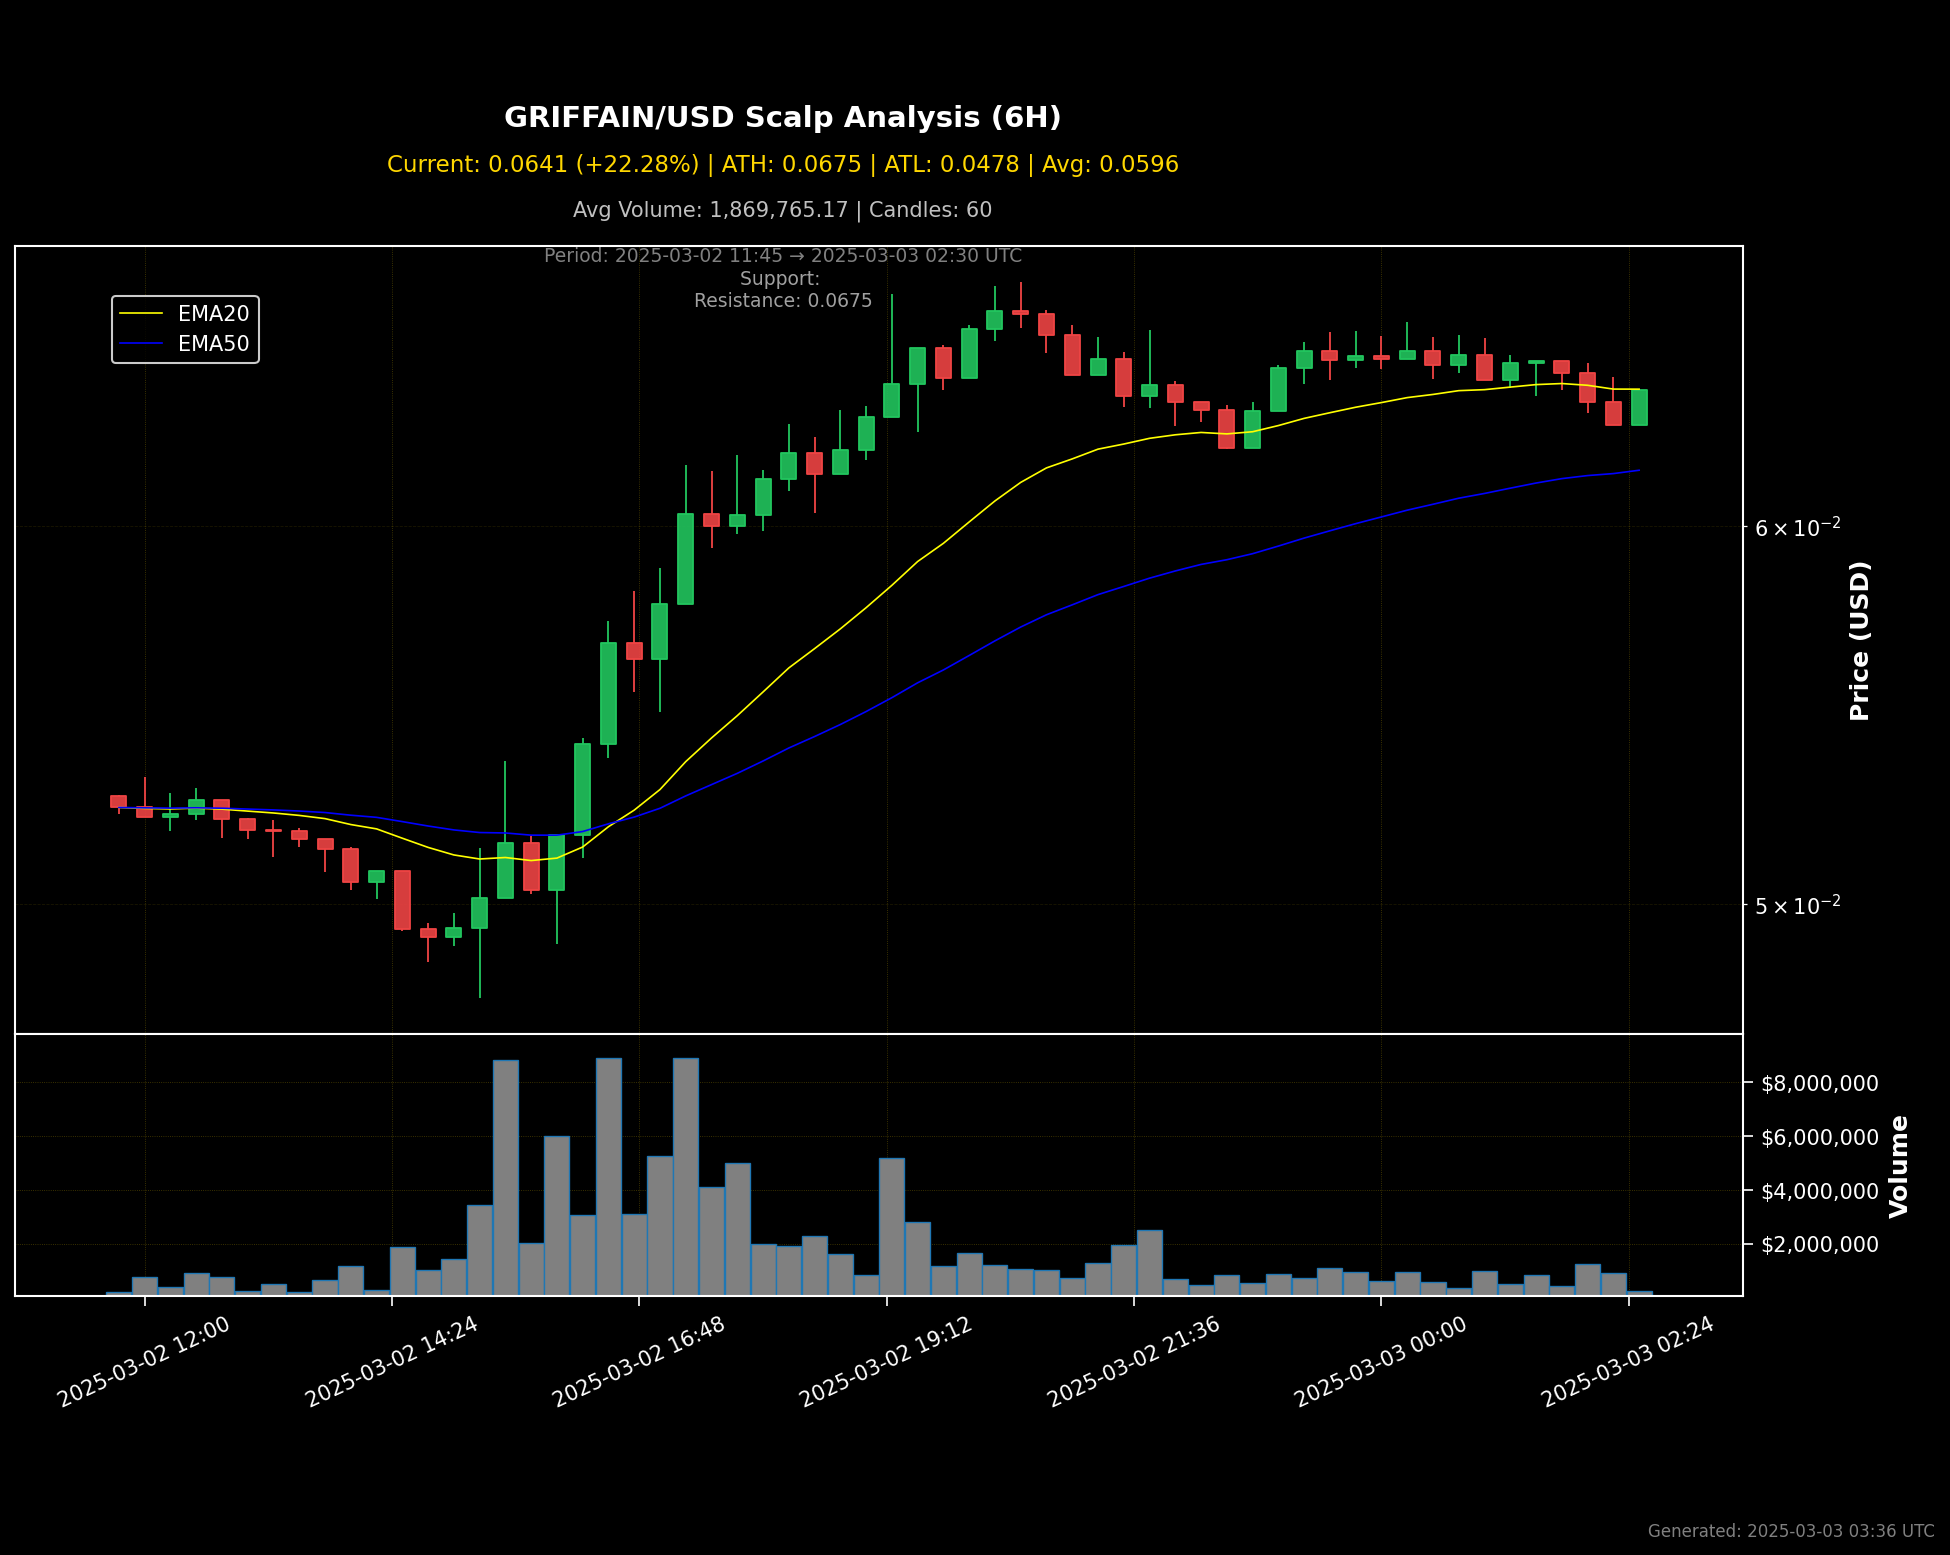 GRIFFAIN/USD Scalp Analysis (6H)
Current: 0.0641 (+22.28%) | ATH: 0.0675 | ATL: 0.0478 | Avg: 0.0596
Avg Volume: 1,869,765.17 | Candles: 60
Period: 2025-03-02 11:45 → 2025-03-03 02:30 UTC
Support:
Resistance: 0.0675
EMA20
EMA50
6 × 10⁻²
5 × 10⁻²
Price (USD)
$8,000,000
$6,000,000
$4,000,000
$2,000,000
Volume
2025-03-02 12:00
2025-03-02 14:24
2025-03-02 16:48
2025-03-02 19:12
2025-03-02 21:36
2025-03-03 00:00
2025-03-03 02:24
Generated: 2025-03-03 03:36 UTC